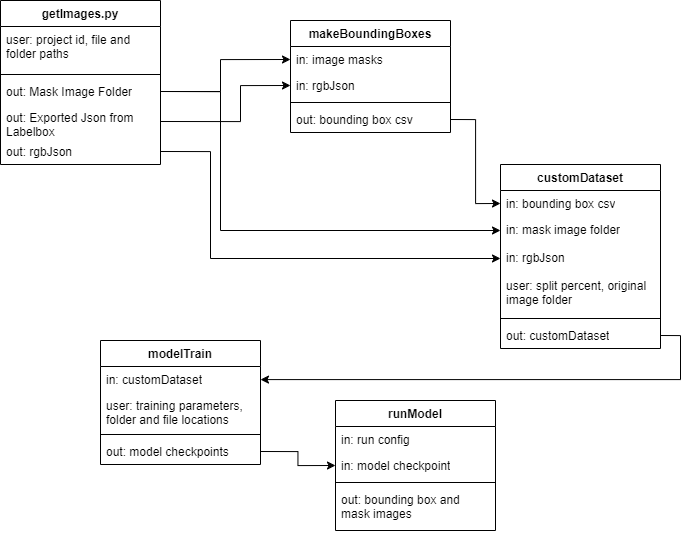 getImages.py
user: project id, file and
folder paths
out: Mask Image Folder
out: Exported Json from
Labelbox
out: rgbJson
makeBoundingBoxes
in: image masks
in: rgbJson
out: bounding box csv
customDataset
in: bounding box csv
in: mask image folder
in: rgbJson
user: split percent, original
image folder
out: customDataset
modelTrain
in: customDataset
user: training parameters,
folder and file locations
out: model checkpoints
runModel
in: run config
in: model checkpoint
out: bounding box and
mask images